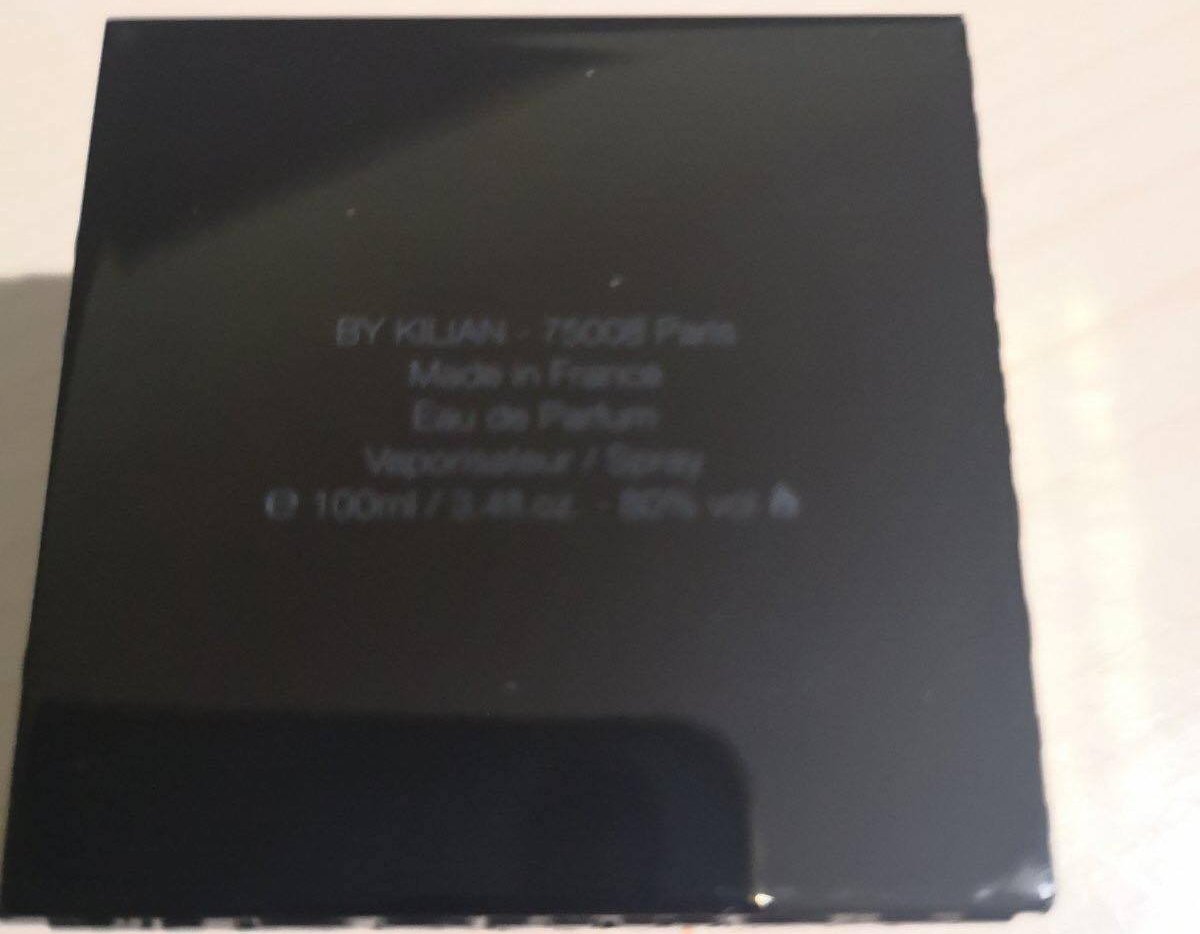 BY KILIAN - 75008 Paris
Made in France
Eau de Parfum
Vaporisateur / Spray
℮ 100ml / 3.4fl.oz. - 80% vol